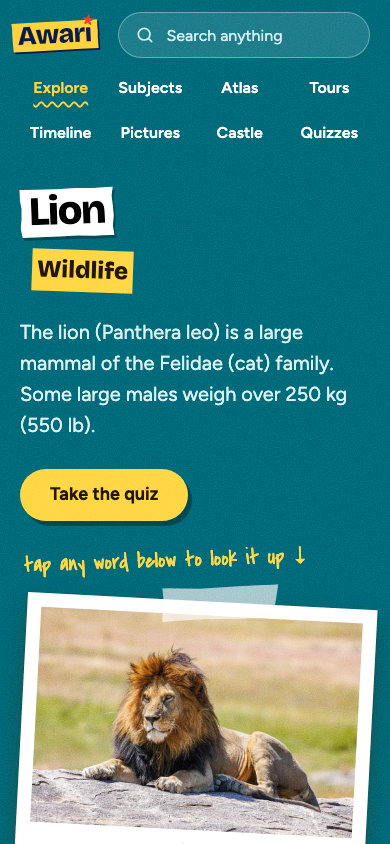 Awari
Search anything
Explore Subjects Atlas Tours
Timeline Pictures Castle Quizzes
Lion
Wildlife
The lion (Panthera leo) is a large
mammal of the Felidae (cat) family.
Some large males weigh over 250 kg
(550 lb).
Take the quiz
tap any word below to look it up ↓